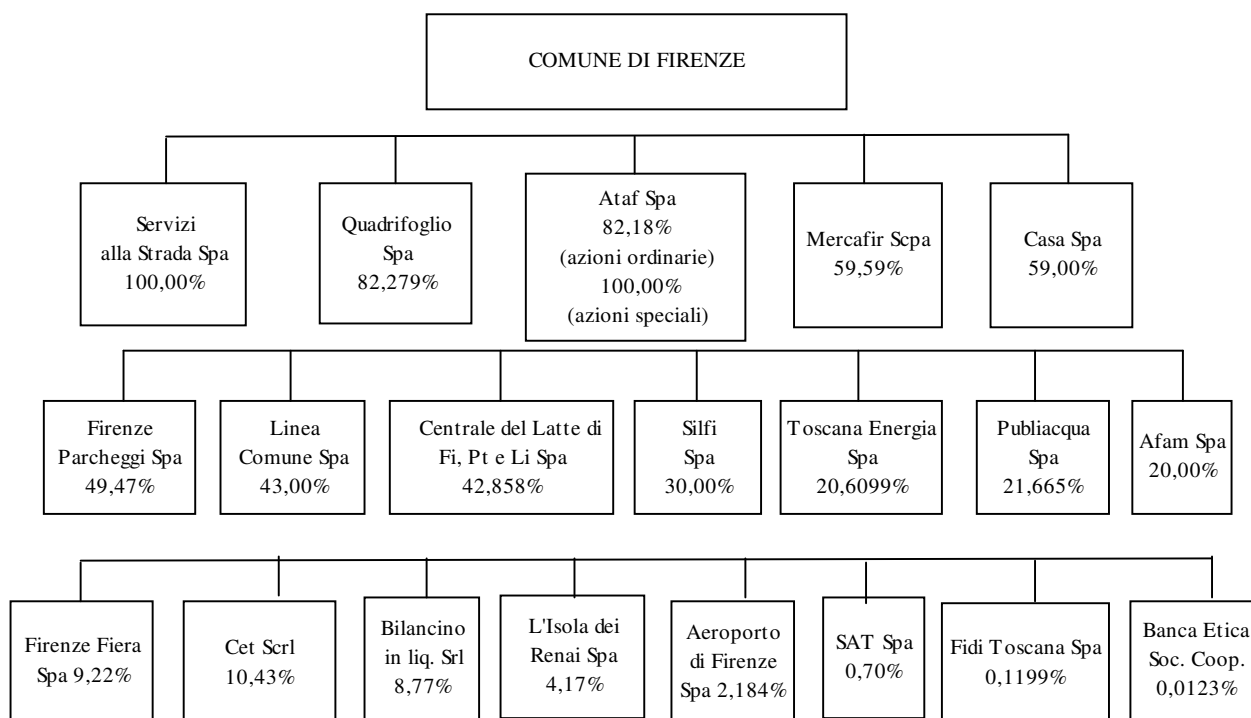 COMUNE DI FIRENZE
Servizi
alla Strada Spa
100,00%
Quadrifoglio
Spa
82,279%
Ataf Spa
82,18%
(azioni ordinarie)
100,00%
(azioni speciali)
Mercafir Scpa
59,59%
Casa Spa
59,00%
Firenze
Parcheggi Spa
49,47%
Linea
Comune Spa
43,00%
Centrale del Latte di
Fi, Pt e Li Spa
42,858%
Silfi
Spa
30,00%
Toscana Energia
Spa
20,6099%
Publiacqua
Spa
21,665%
Afam Spa
20,00%
Firenze Fiera
Spa 9,22%
Cet Scrl
10,43%
Bilancino
in liq. Srl
8,77%
L'Isola dei
Renai Spa
4,17%
Aeroporto
di Firenze
Spa 2,184%
SAT Spa
0,70%
Fidi Toscana Spa
0,1199%
Banca Etica
Soc. Coop.
0,0123%